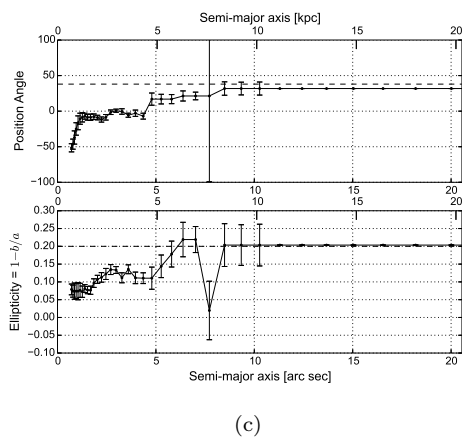 Semi-major axis [kpc]
0 5 10 15 20
100
50
0
−50
−100
Position Angle
0 5 10 15 20
0.30
0.25
0.20
0.15
0.10
0.05
0.00
−0.05
−0.10
Ellipticity = 1−b/a
0 5 10 15 20
Semi-major axis [arc sec]
(c)